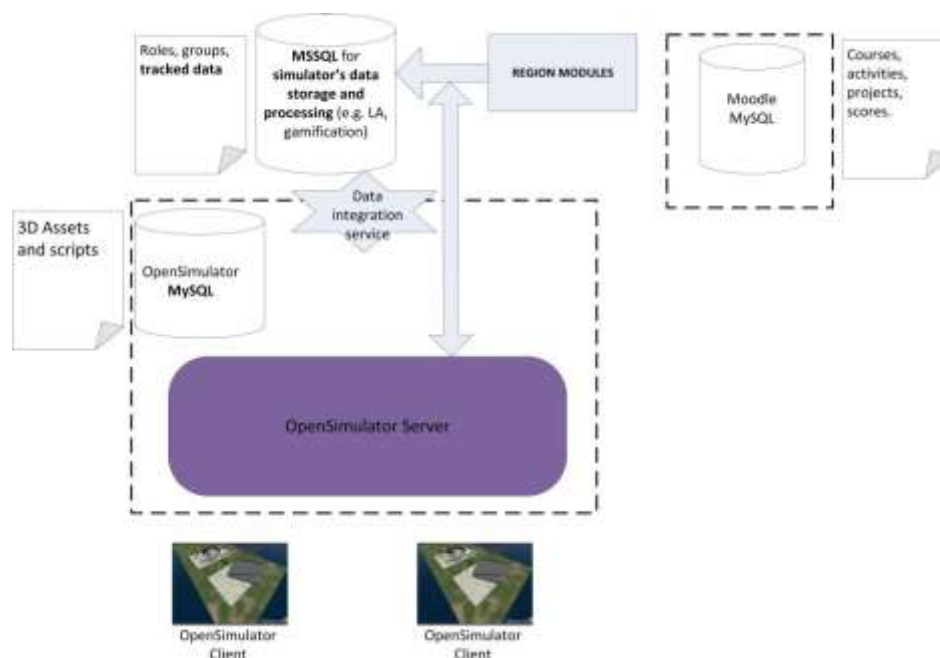 Roles, groups,
tracked data
MSSQL for
simulator's data
storage and
processing (e.g. LA,
gamification)
REGION MODULES
Moodle
MySQL
Courses,
activities,
projects,
scores.
Data
integration
service
3D Assets
and scripts
OpenSimulator
MySQL
OpenSimulator Server
OpenSimulator
Client
OpenSimulator
Client